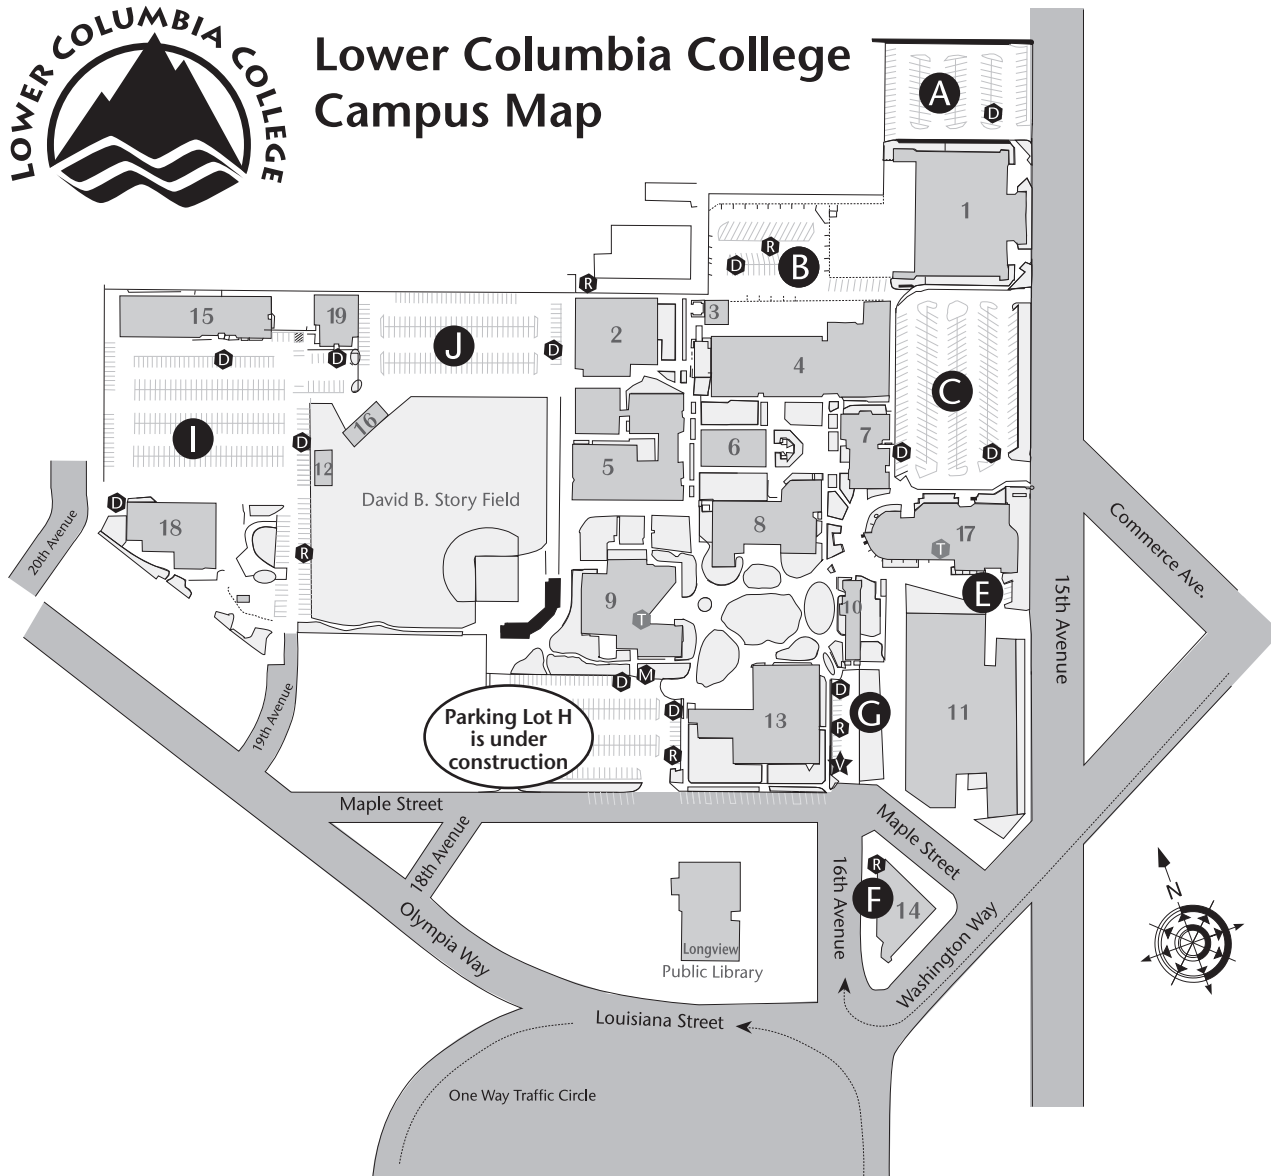 LOWER COLUMBIA COLLEGE
Lower Columbia College
Campus Map
A
D
1
R
D
B
R
15
19
J
2
3
4
D
D
D
C
I
16
D
12
5
6
7
D
D
David B. Story Field
D
18
R
8
17
T
20th Avenue
Commerce Ave.
9
T
10
E
15th Avenue
M
D
D
D
G
R
11
13
R
V
19th Avenue
Parking Lot H
is under
construction
Maple Street
18th Avenue
Maple Street
16th Avenue
R
F
14
N
Olympia Way
Longview
Public Library
Washington Way
Louisiana Street
One Way Traffic Circle